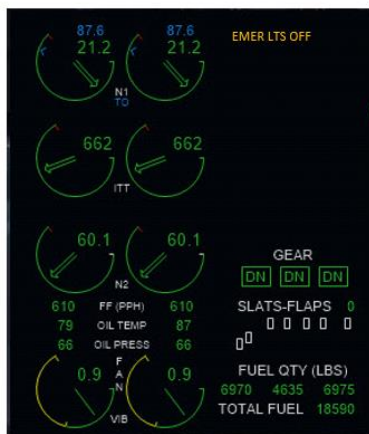 87.6 87.6 EMER LTS OFF
21.2 21.2
N1
TO
662 662
ITT
60.1 60.1
N2
GEAR
DN DN DN
610 FF (PPH) 610 SLATS-FLAPS 0
79 OIL TEMP 87
66 OIL PRESS 66
F
A
N
0.9 0.9
VIB
FUEL QTY (LBS)
6970 4635 6975
TOTAL FUEL 18590